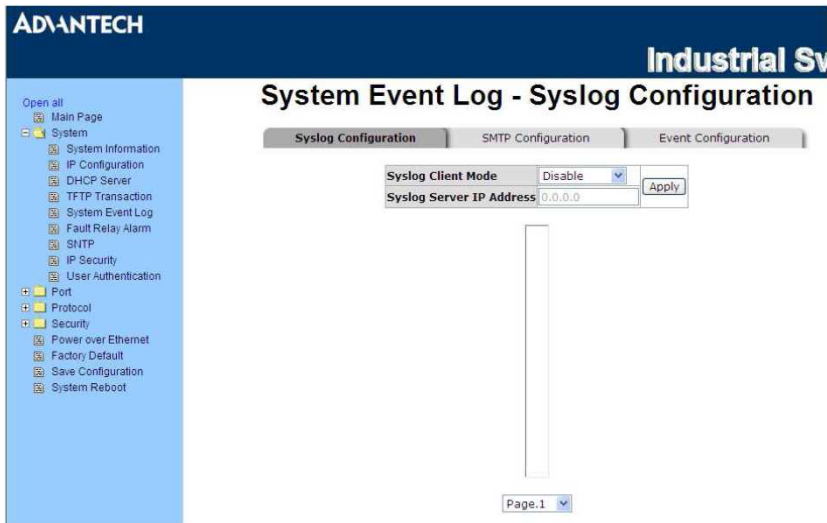 ADVANTECH
Industrial
System Event Log - Syslog Configuration
Open all
Main Page
System
System Information
IP Configuration
DHCP Server
TFTP Transaction
System Event Log
Fault Relay Alarm
SNTP
IP Security
User Authentication
Port
Protocol
Security
Power over Ethernet
Factory Default
Save Configuration
System Reboot
Syslog Configuration
SMTP Configuration
Event Configuration
Syslog Client Mode
Disable
Apply
Syslog Server IP Address
0.0.0.0
Page.1